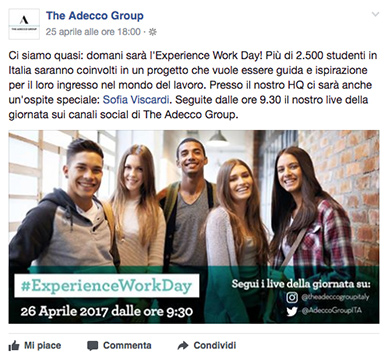 The Adecco Group
25 aprile alle ore 18:00 ·
Ci siamo quasi: domani sarà l'Experience Work Day! Più di 2.500 studenti in
Italia saranno coinvolti in un progetto che vuole essere guida e ispirazione
per il loro ingresso nel mondo del lavoro. Presso il nostro HQ ci sarà anche
un'ospite speciale: Sofia Viscardi. Seguite dalle ore 9.30 il nostro live della
giornata sui canali social di The Adecco Group.
#ExperienceWorkDay
26 Aprile 2017 dalle ore 9:30
Segui i live della giornata su:
@theadeccogroupitaly
@AdeccoGroupITA
Mi piace
Commenta
Condividi